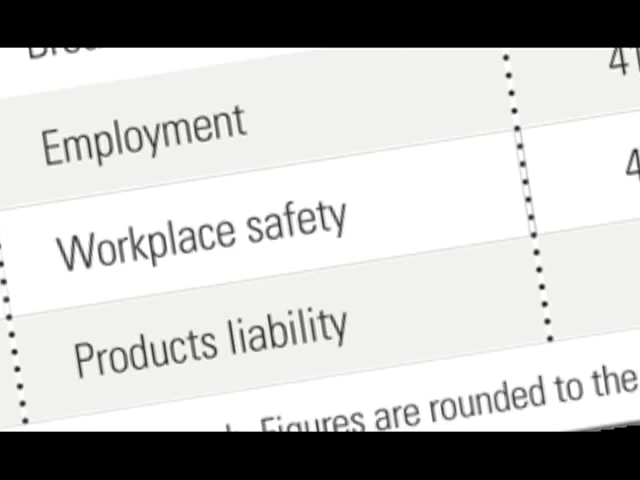 Employment
Workplace safety
Products liability
Figures are rounded to the